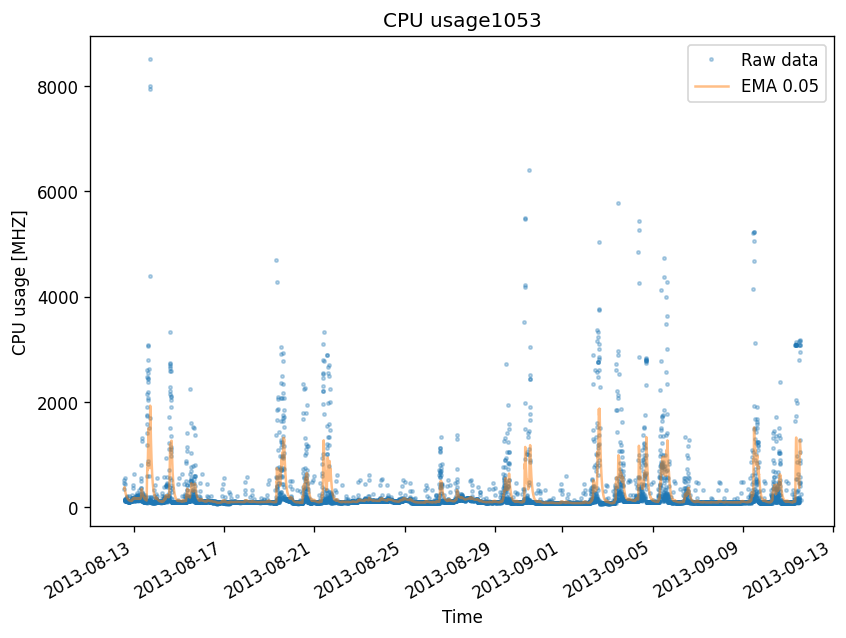 CPU usage1053
Raw data
EMA 0.05
8000
6000
4000
2000
0
CPU usage [MHZ]
2013-08-13
2013-08-17
2013-08-21
2013-08-25
2013-08-29
2013-09-01
2013-09-05
2013-09-09
2013-09-13
Time